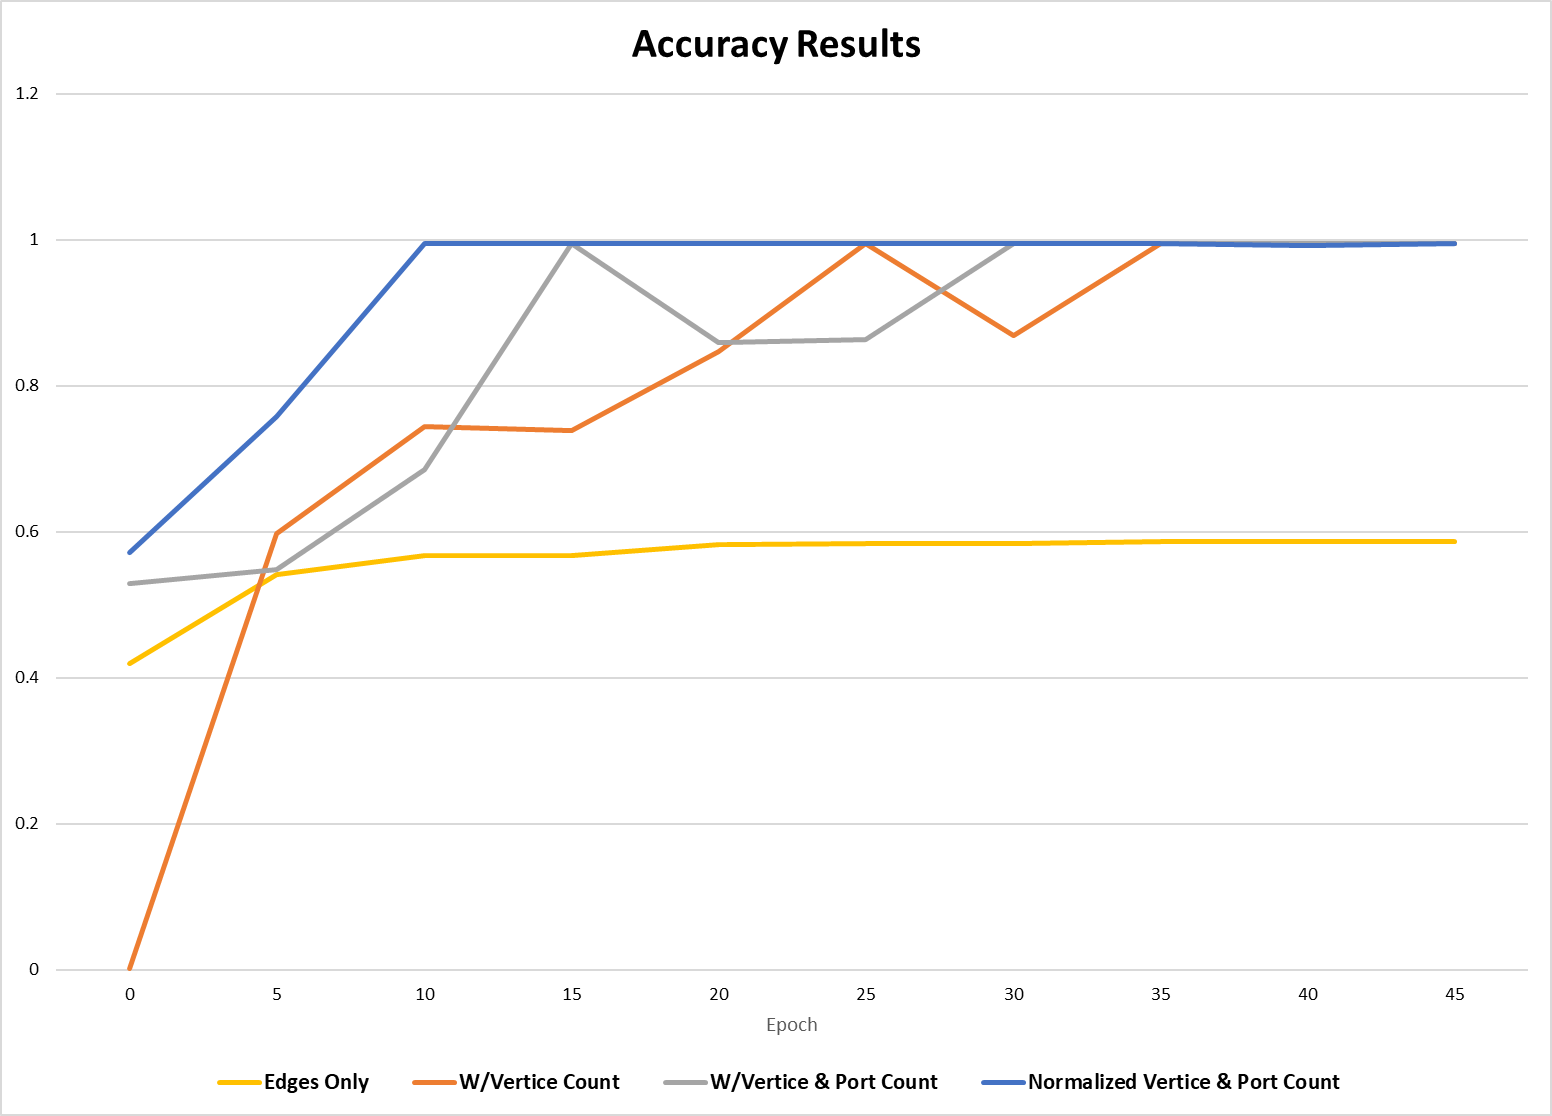 Accuracy Results
1.2
1
0.8
0.6
0.4
0.2
0
0 5 10 15 20 25 30 35 40 45
Epoch
Edges Only W/Vertice Count W/Vertice & Port Count Normalized Vertice & Port Count